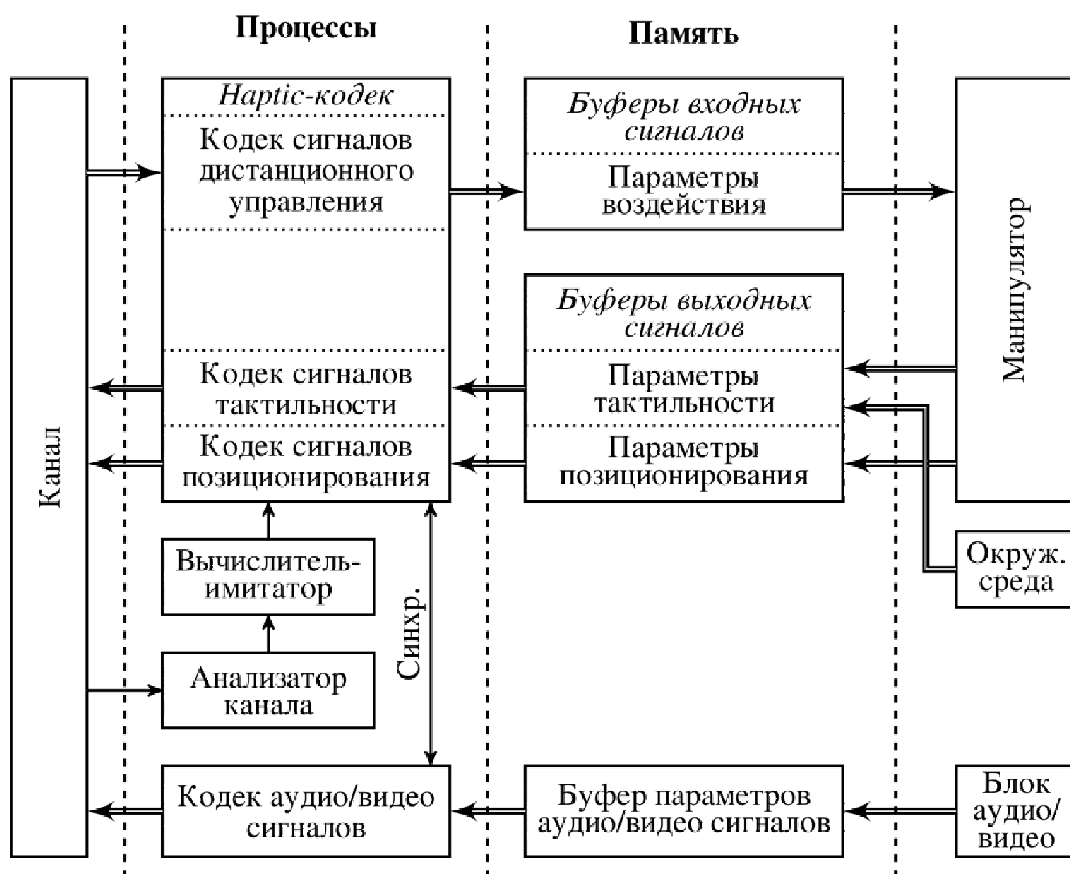 Процессы
Память
Канал
Haptic-кодек
Кодек сигналов
дистанционного
управления
Кодек сигналов
тактильности
Кодек сигналов
позиционирования
Вычислитель-
имитатор
Анализатор
канала
Синхр.
Кодек аудио/видео
сигналов
Буферы входных
сигналов
Параметры
воздействия
Буферы выходных
сигналов
Параметры
тактильности
Параметры
позиционирования
Буфер параметров
аудио/видео сигналов
Манипулятор
Окруж.
среда
Блок
аудио/
видео